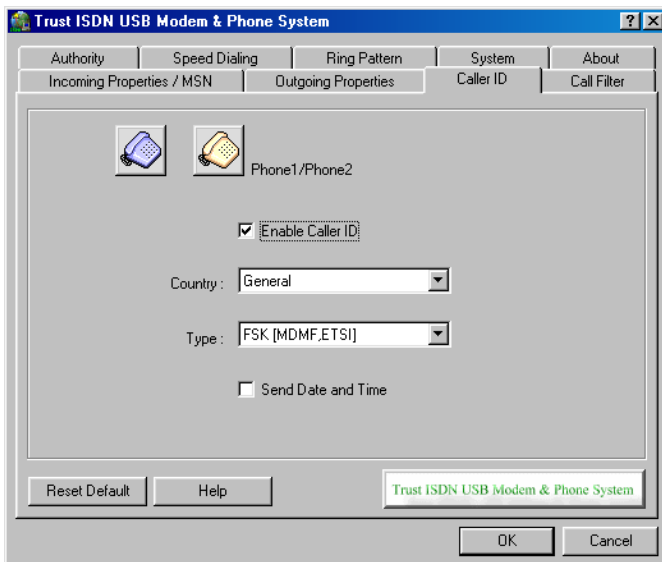 Trust ISDN USB Modem & Phone System
Authority Speed Dialing Ring Pattern System About
Incoming Properties / MSN Outgoing Properties Caller ID Call Filter
Phone1/Phone2
Enable Caller ID
Country : General
Type : FSK [MDMF,ETSI]
Send Date and Time
Reset Default Help Trust ISDN USB Modem & Phone System
OK Cancel